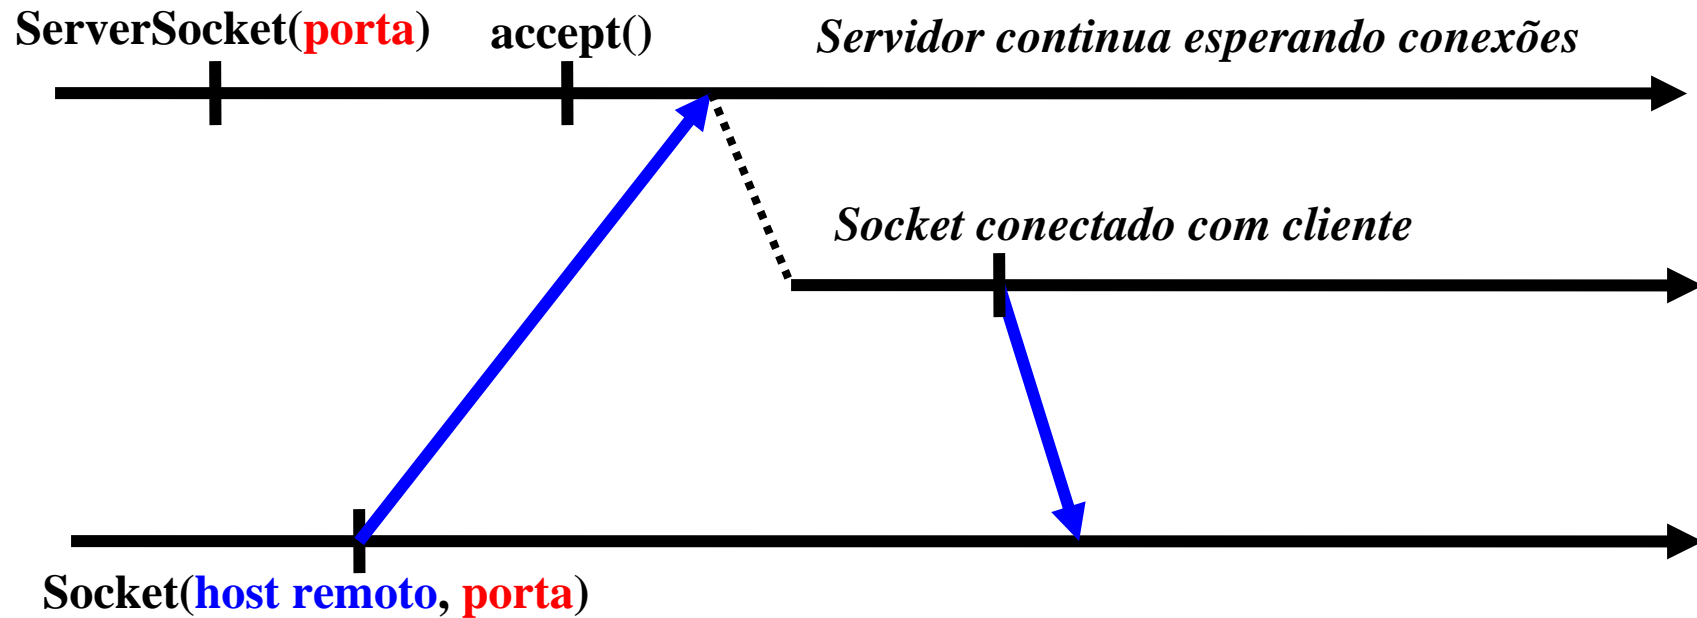 ServerSocket(porta) accept() Servidor continua esperando conexões
Socket conectado com cliente
Socket(host remoto, porta)